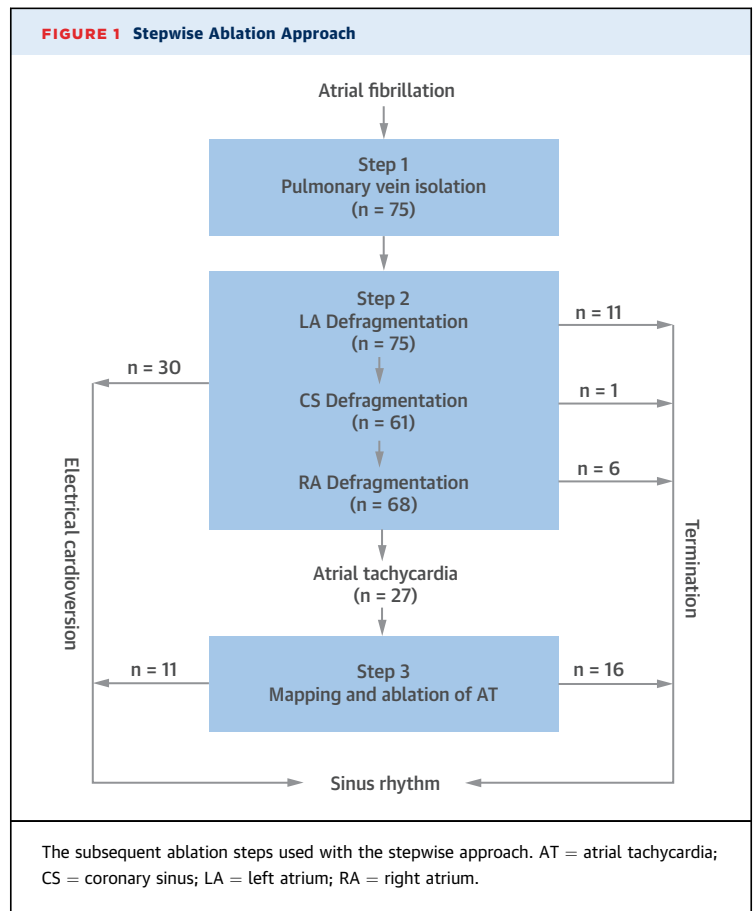 FIGURE 1 Stepwise Ablation Approach
Atrial fibrillation
Step 1
Pulmonary vein isolation
(n = 75)
Step 2
LA Defragmentation
(n = 75)
n = 11
n = 30
CS Defragmentation
(n = 61)
n = 1
RA Defragmentation
(n = 68)
n = 6
Electrical cardioversion
Termination
Atrial tachycardia
(n = 27)
n = 11
Step 3
Mapping and ablation of AT
n = 16
Sinus rhythm
The subsequent ablation steps used with the stepwise approach. AT = atrial tachycardia;
CS = coronary sinus; LA = left atrium; RA = right atrium.